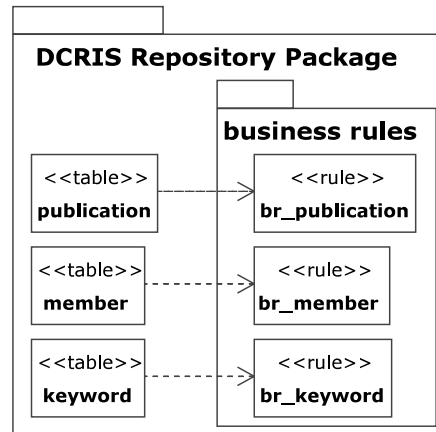 DCRIS Repository Package
business rules
<<table>>
publication
<<rule>>
br_publication
<<table>>
member
<<rule>>
br_member
<<table>>
keyword
<<rule>>
br_keyword